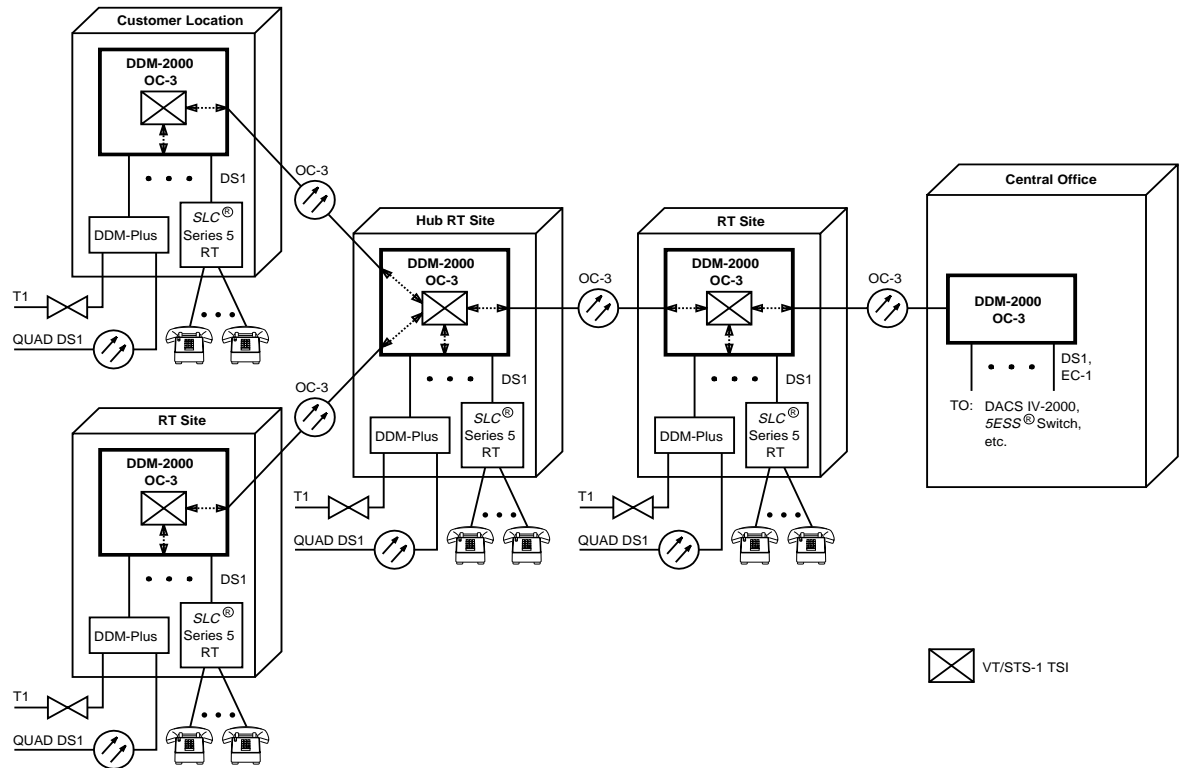 Customer Location
DDM-2000
OC-3
DS1
DDM-Plus
SLC®
Series 5
RT
T1
QUAD DS1
OC-3
Hub RT Site
DDM-2000
OC-3
DS1
DDM-Plus
SLC®
Series 5
RT
T1
QUAD DS1
OC-3
RT Site
DDM-2000
OC-3
DS1
DDM-Plus
SLC®
Series 5
RT
T1
QUAD DS1
OC-3
Central Office
DDM-2000
OC-3
DS1,
EC-1
TO: DACS IV-2000,
5ESS® Switch,
etc.
OC-3
RT Site
DDM-2000
OC-3
DS1
DDM-Plus
SLC®
Series 5
RT
T1
QUAD DS1
VT/STS-1 TSI